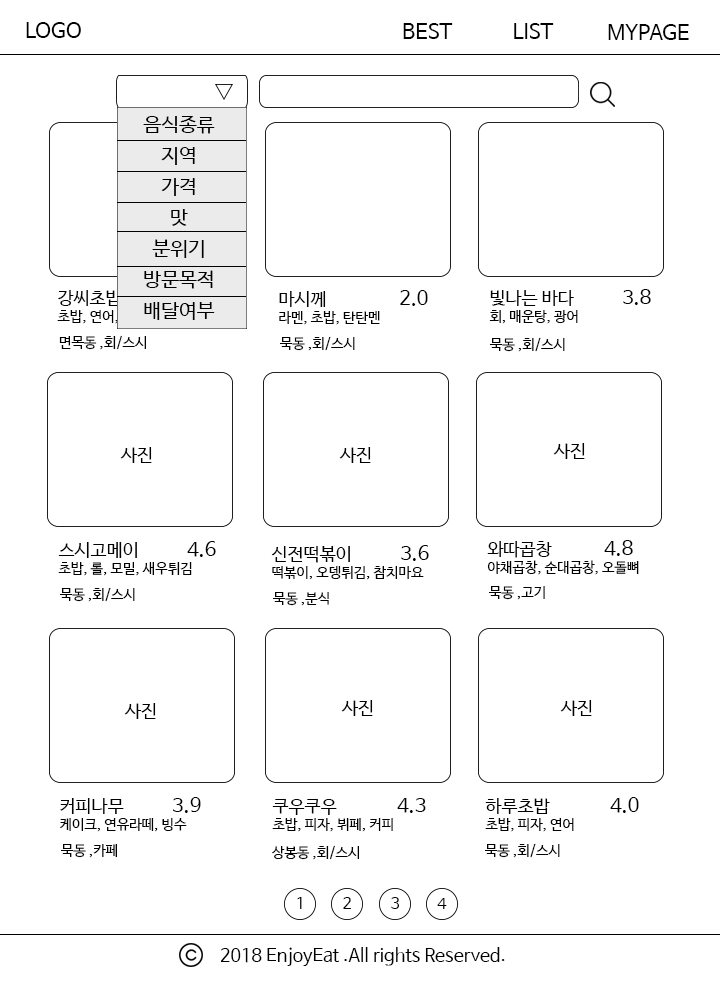 LOGO BEST LIST MYPAGE
음식종류
지역
가격
맛
분위기
방문목적
배달여부
강씨초밥
초밥, 연어,
면목동 ,회/스시
마시께 2.0
라멘, 초밥, 탄탄멘
묵동 ,회/스시
빛나는 바다 3.8
회, 매운탕, 광어
묵동 ,회/스시
사진
스시고메이 4.6
초밥, 롤, 모밀, 새우튀김
묵동 ,회/스시
사진
신전떡볶이 3.6
떡볶이, 오뎅튀김, 참치마요
묵동 ,분식
사진
와따곱창 4.8
야채곱창, 순대곱창, 오돌뼈
묵동 ,고기
사진
커피나무 3.9
케이크, 연유라떼, 빙수
묵동 ,카페
사진
쿠우쿠우 4.3
초밥, 피자, 뷔페, 커피
상봉동 ,회/스시
사진
하루초밥 4.0
초밥, 피자, 연어
묵동 ,회/스시
1 2 3 4
© 2018 EnjoyEat .All rights Reserved.